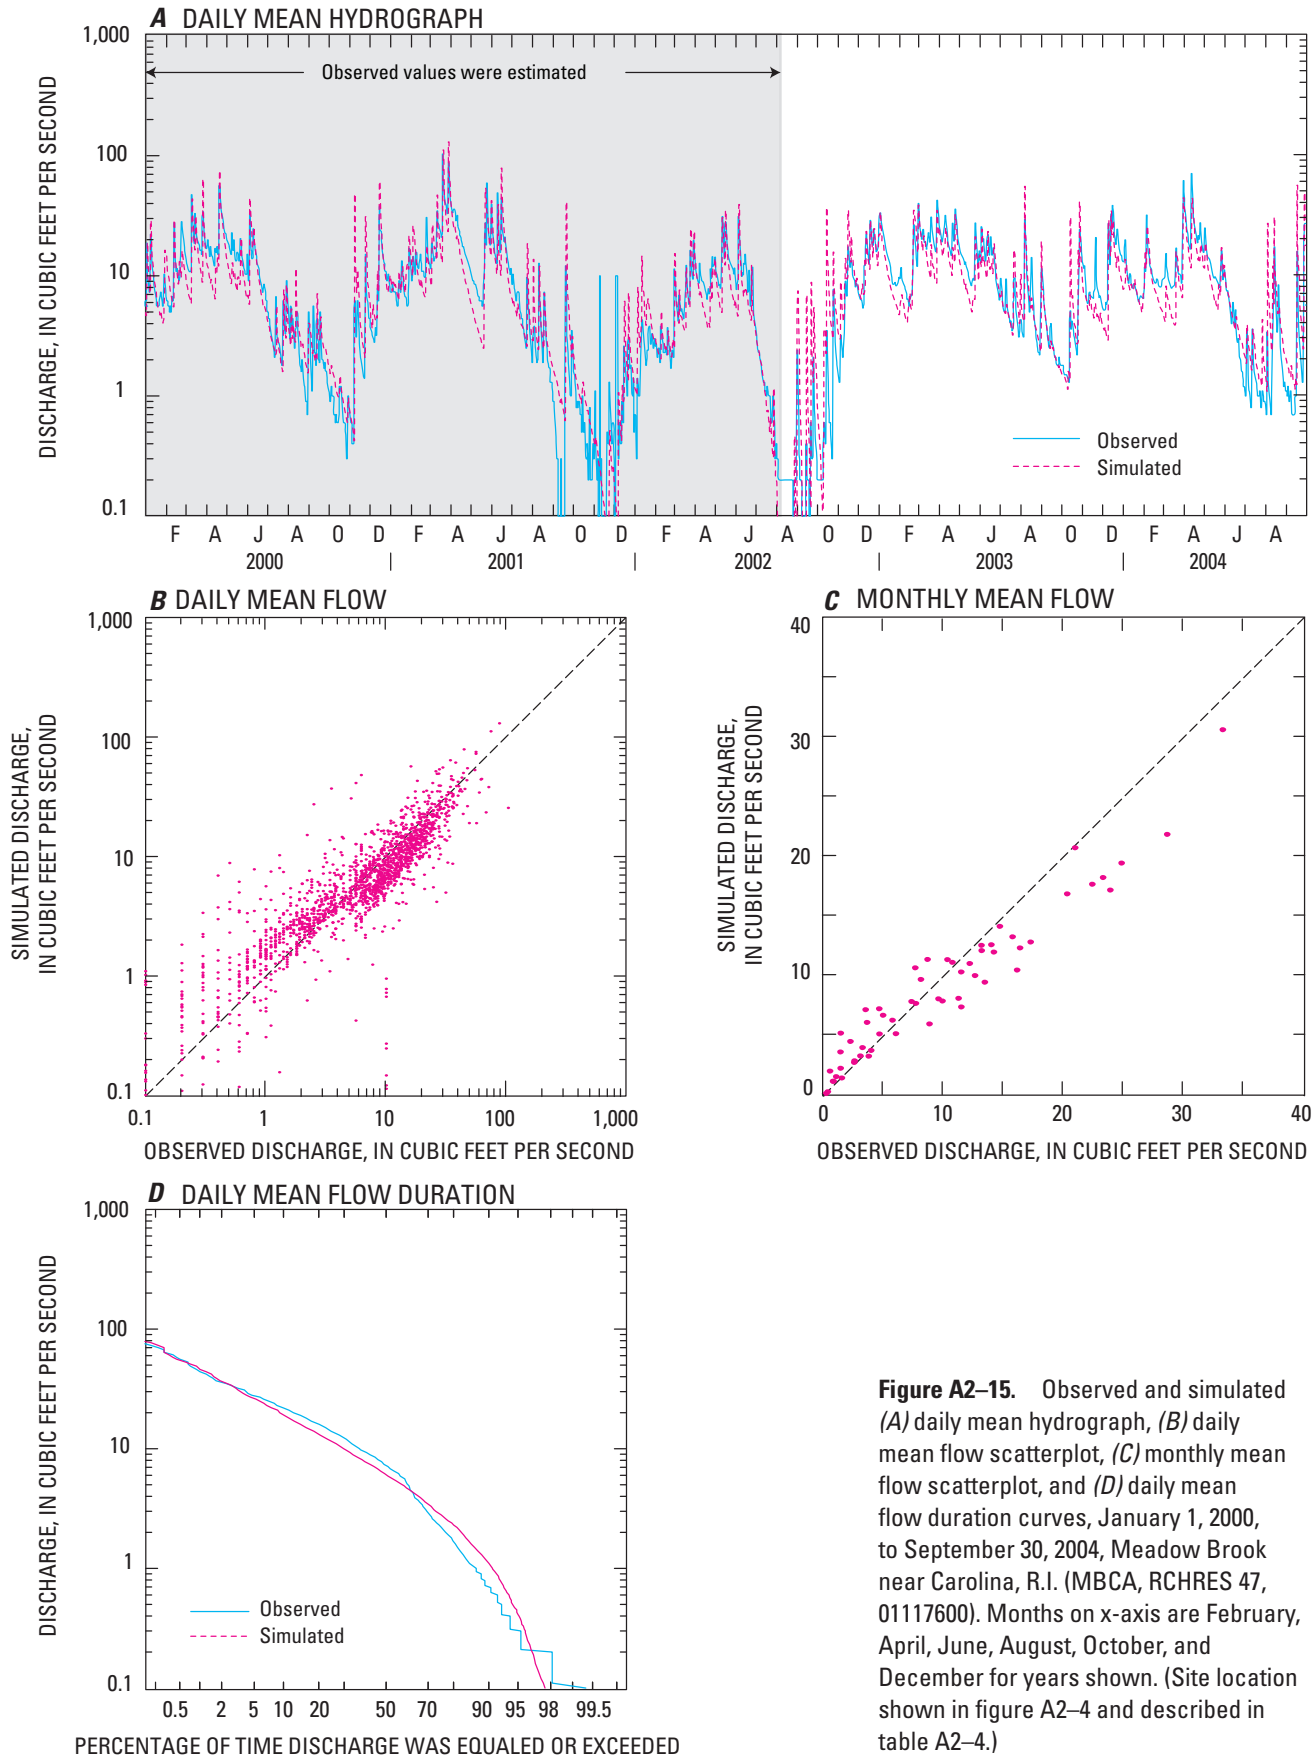 A DAILY MEAN HYDROGRAPH
DISCHARGE, IN CUBIC FEET PER SECOND
1,000
100
10
1
0.1
Observed values were estimated
Observed
Simulated
F A J A O D F A J A O D F A J A O D F A J A O D F A J A
2000 2001 2002 2003 2004
B DAILY MEAN FLOW
SIMULATED DISCHARGE,
IN CUBIC FEET PER SECOND
1,000
100
10
1
0.1
0.1 1 10 100 1,000
OBSERVED DISCHARGE, IN CUBIC FEET PER SECOND
C MONTHLY MEAN FLOW
SIMULATED DISCHARGE,
IN CUBIC FEET PER SECOND
40
30
20
10
0
0 10 20 30 40
OBSERVED DISCHARGE, IN CUBIC FEET PER SECOND
D DAILY MEAN FLOW DURATION
DISCHARGE, IN CUBIC FEET PER SECOND
1,000
100
10
1
0.1
Observed
Simulated
0.5 2 5 10 20 50 70 90 95 98 99.5
PERCENTAGE OF TIME DISCHARGE WAS EQUALED OR EXCEEDED
Figure A2–15. Observed and simulated
(A) daily mean hydrograph, (B) daily
mean flow scatterplot, (C) monthly mean
flow scatterplot, and (D) daily mean
flow duration curves, January 1, 2000,
to September 30, 2004, Meadow Brook
near Carolina, R.I. (MBCA, RCHRES 47,
01117600). Months on x-axis are February,
April, June, August, October, and
December for years shown. (Site location
shown in figure A2–4 and described in
table A2–4.)